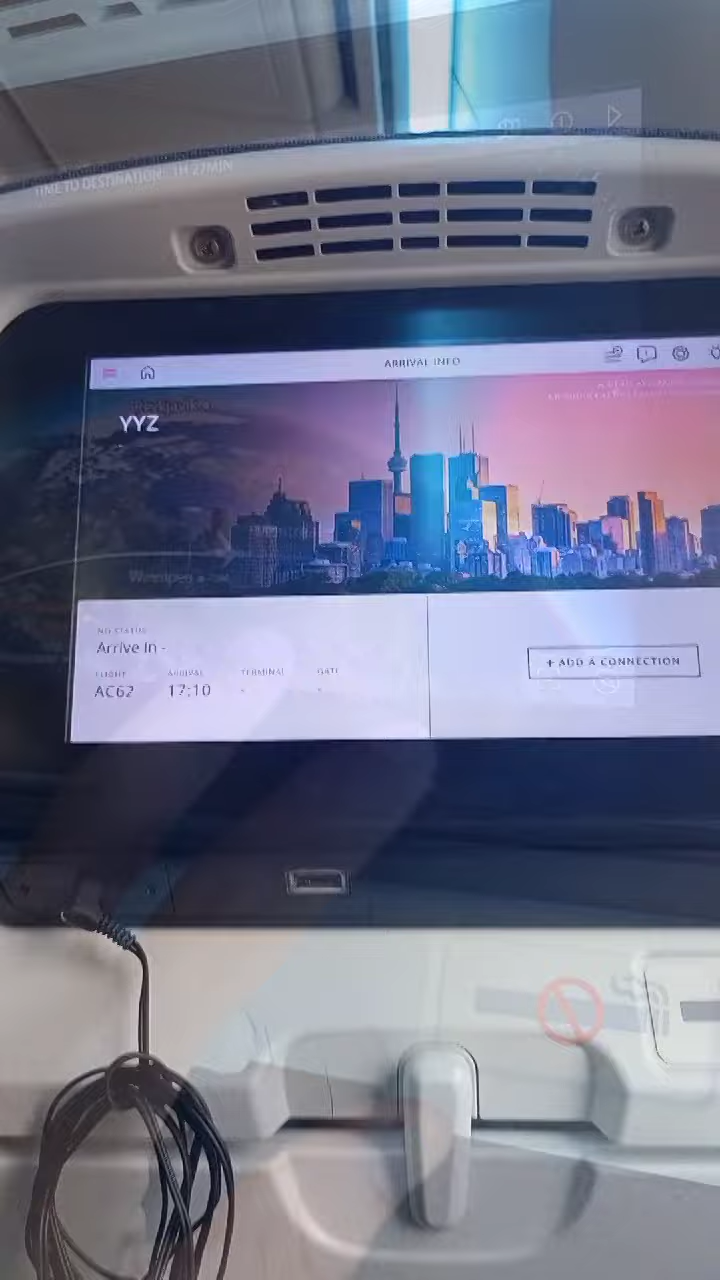 TIME TO DESTINATION: 1H 27MIN
ARRIVAL INFO
YYZ
Winnipeg
NO STATUS
Arrive In -
FLIGHT ARRIVAL TERMINAL GATE
AC62 17:10 - -
+ ADD A CONNECTION